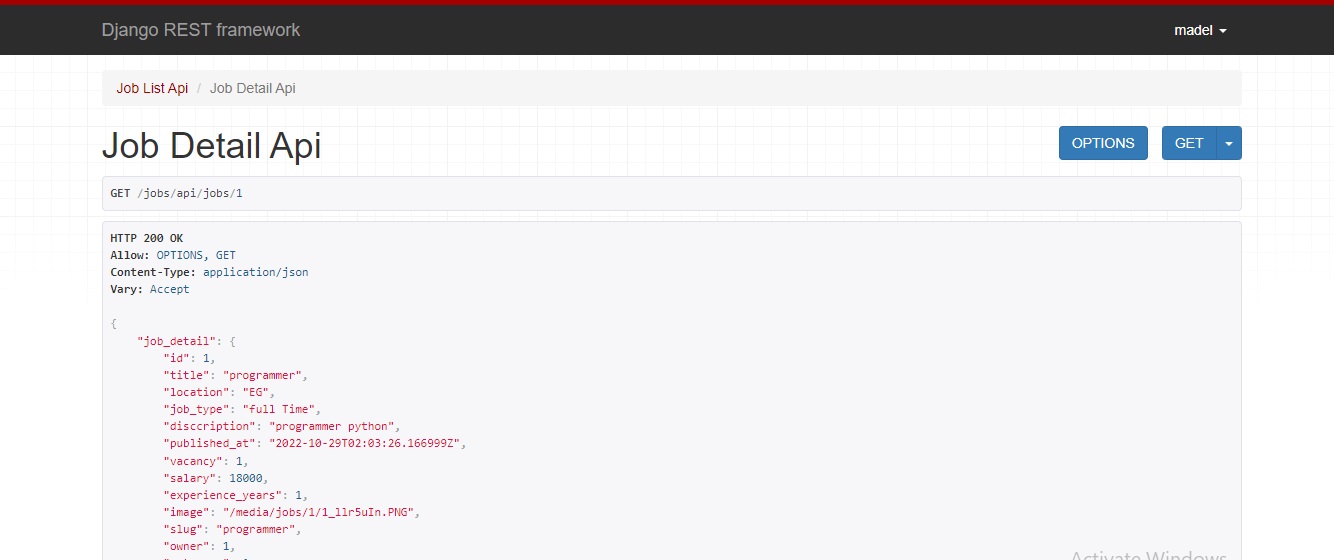 Django REST framework
madel
Job List Api / Job Detail Api
Job Detail Api
OPTIONS
GET
GET /jobs/api/jobs/1
HTTP 200 OK
Allow: OPTIONS, GET
Content-Type: application/json
Vary: Accept
{
"job_detail": {
"id": 1,
"title": "programmer",
"location": "EG",
"job_type": "full Time",
"disccription": "programmer python",
"published_at": "2022-10-29T02:03:26.166999Z",
"vacancy": 1,
"salary": 18000,
"experience_years": 1,
"image": "/media/jobs/1/1_llr5uIn.PNG",
"slug": "programmer",
"owner": 1,
Activate Windows